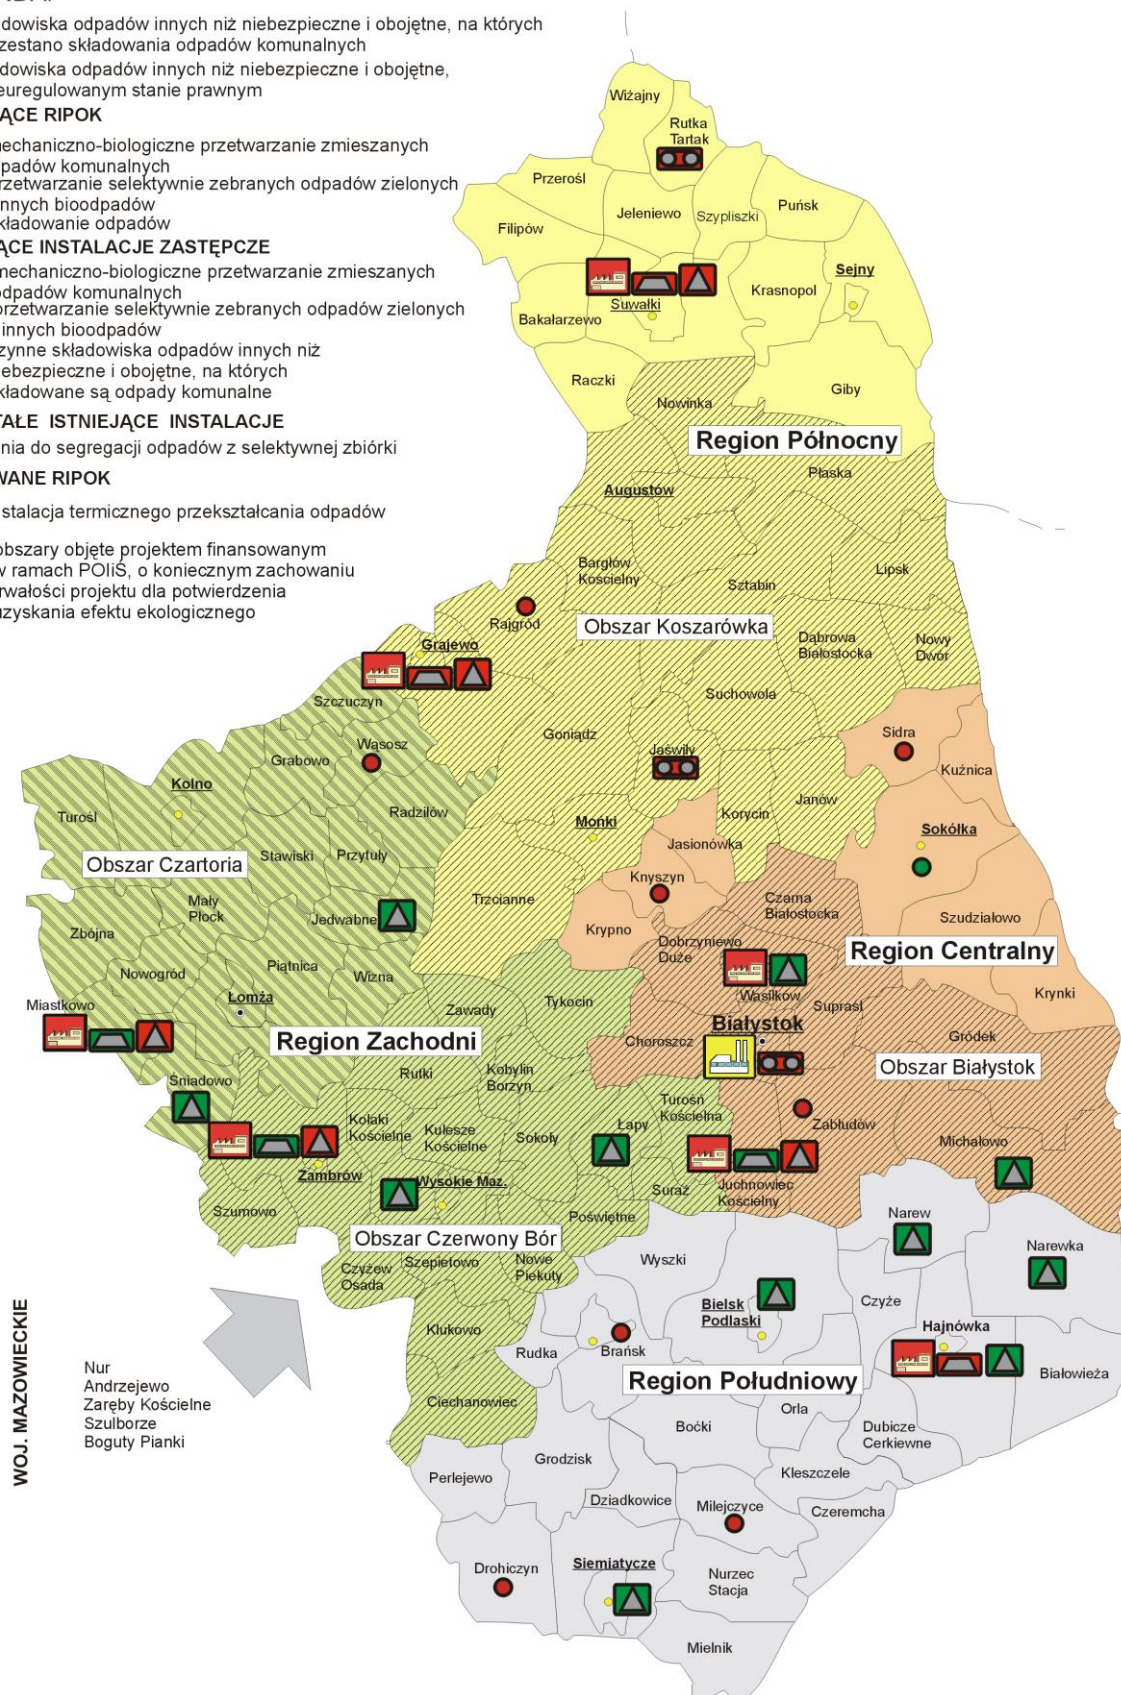 dowiska odpadów innych niż niebezpieczne i obojętne, na których
zestano składowania odpadów komunalnych
dowiska odpadów innych niż niebezpieczne i obojętne,
euregulowanym stanie prawnym
ĄCE RIPOK
mechaniczno-biologiczne przetwarzanie zmieszanych
padów komunalnych
rzetwarzanie selektywnie zebranych odpadów zielonych
innych bioodpadów
kładowanie odpadów
ĄCE INSTALACJE ZASTĘPCZE
mechaniczno-biologiczne przetwarzanie zmieszanych
odpadów komunalnych
przetwarzanie selektywnie zebranych odpadów zielonych
innych bioodpadów
zynne składowiska odpadów innych niż
iebezpieczne i obojętne, na których
kładowane są odpady komunalne
TAŁE ISTNIEJĄCE INSTALACJE
nia do segregacji odpadów z selektywnej zbiórki
WANE RIPOK
stalacja termicznego przekształcania odpadów
obszary objęte projektem finansowanym
w ramach POIiŚ, o koniecznym zachowaniu
rwałości projektu dla potwierdzenia
uzyskania efektu ekologicznego
Wiżajny
Rutka
Tartak
Przerośl
Jeleniewo
Szypliszki
Puńsk
Filipów
Sejny
Krasnopol
Suwałki
Bakałarzewo
Raczki
Giby
Nowinka
Region Północny
Płaska
Augustów
Bargłów
Kościelny
Sztabin
Lipsk
Rajgród
Obszar Koszarówka
Dąbrowa
Białostocka
Nowy
Dwór
Grajewo
Szczuczyn
Suchowola
Goniądz
Sidra
Wąsosz
Grabowo
Jaświły
Kuźnica
Kolno
Turośl
Radziłów
Janów
Korycin
Mońki
Sokółka
Jasionówka
Stawiski
Przytuły
Obszar Czartoria
Knyszyn
Trzcianne
Czarna
Białostocka
Mały
Płock
Jedwabne
Szudziałowo
Zbójna
Krypno
Dobrzyniewo
Duże
Region Centralny
Nowogród
Piątnica
Wizna
Krynki
Łomża
Wasilków
Supraśl
Miastkowo
Zawady
Tykocin
Białystok
Gródek
Region Zachodni
Choroszcz
Obszar Białystok
Śniadowo
Rutki
Kobylin
Borzyn
Turośń
Kościelna
Kołaki
Kościelne
Kulesze
Kościelne
Sokoły
Łapy
Zabłudów
Michałowo
Zambrów
Wysokie Maz.
Suraż
Juchnowiec
Kościelny
Szumowo
Poświętne
Narew
Obszar Czerwony Bór
Narewka
Czyżew
Osada
Szepietowo
Nowe
Piekuty
Wyszki
Czyże
Bielsk
Podlaski
Hajnówka
Klukowo
Rudka
Brańsk
Białowieża
Region Południowy
Nur
Andrzejewo
Zaręby Kościelne
Szulborze
Boguty Pianki
WOJ. MAZOWIECKIE
Ciechanowiec
Orla
Boćki
Dubicze
Cerkiewne
Grodzisk
Perlejewo
Kleszczele
Dziadkowice
Milejczyce
Czeremcha
Drohiczyn
Siemiatycze
Nurzec
Stacja
Mielnik